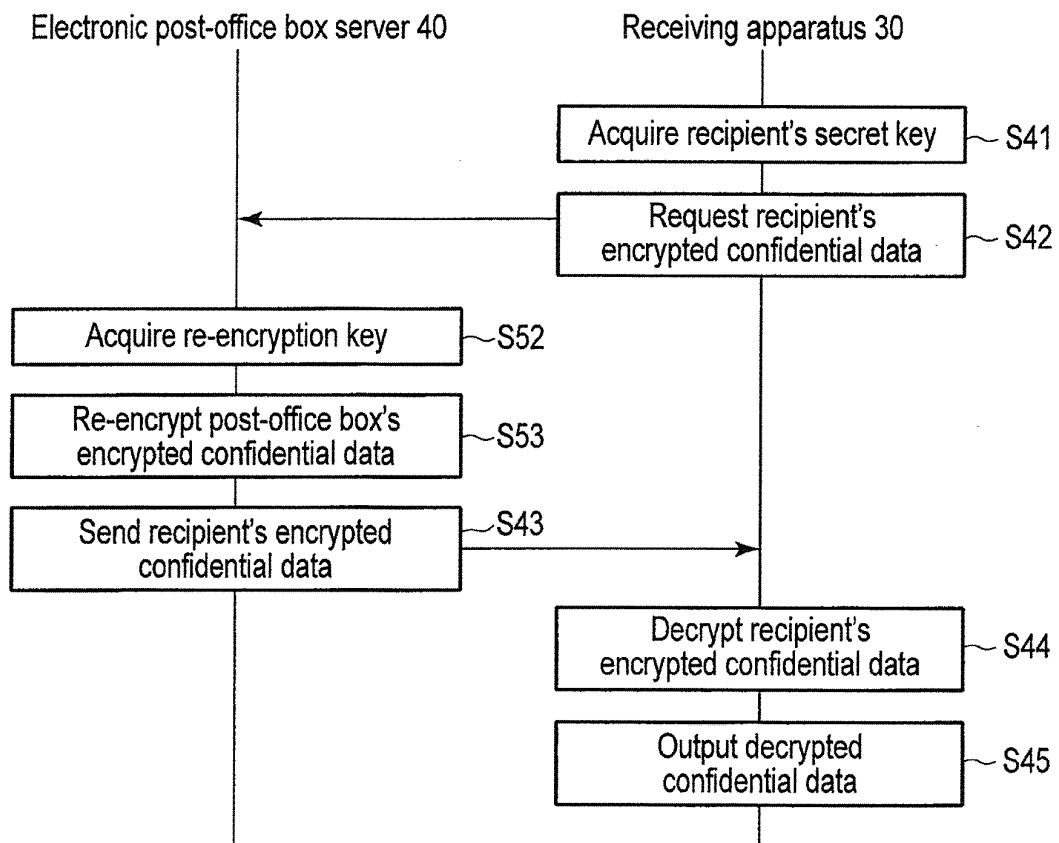 Electronic post-office box server 40
Receiving apparatus 30
Acquire recipient's secret key
S41
Request recipient's
encrypted confidential data
S42
Acquire re-encryption key
S52
Re-encrypt post-office box's
encrypted confidential data
S53
Send recipient's encrypted
confidential data
S43
Decrypt recipient's
encrypted confidential data
S44
Output decrypted
confidential data
S45